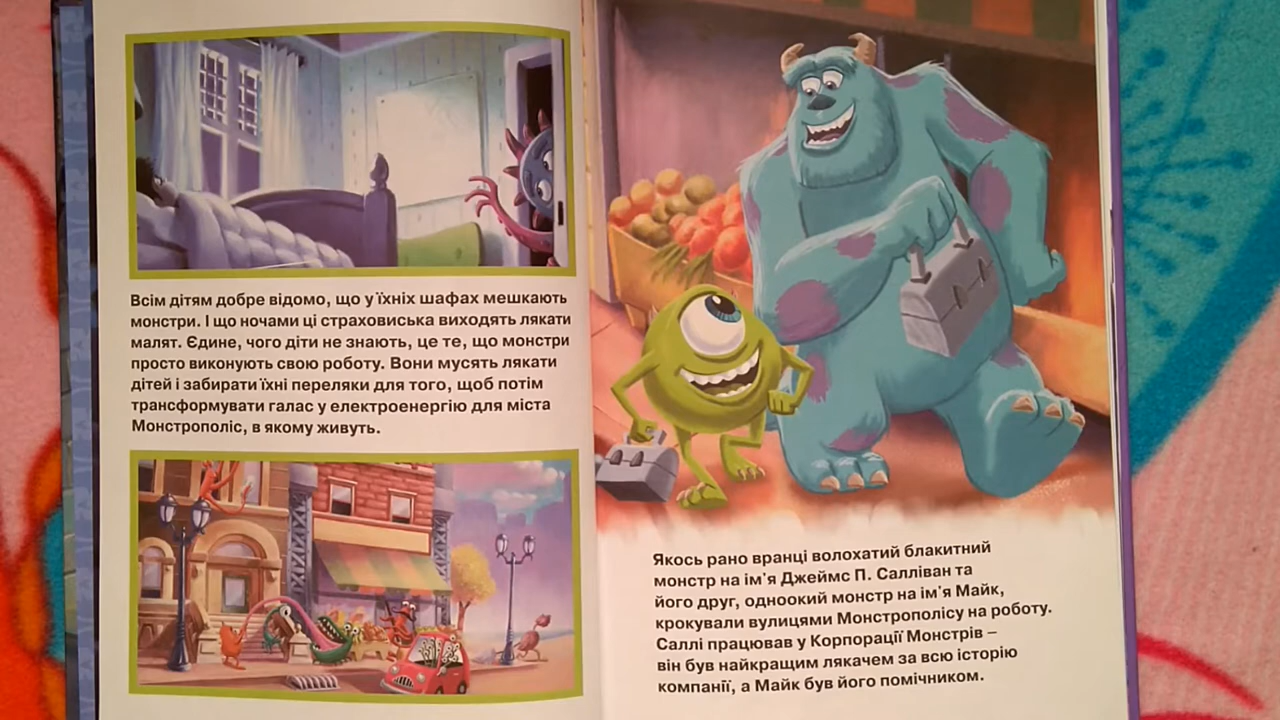 Всім дітям добре відомо, що у їхніх шафах мешкають
монстри. І що ночами ці страховиська виходять лякати
малят. Єдине, чого діти не знають, це те, що монстри
просто виконують свою роботу. Вони мусять лякати
дітей і забирати їхні переляки для того, щоб потім
трансформувати галас у електроенергію для міста
Монстрополіс, в якому живуть.
Якось рано вранці волохатий блакитний
монстр на ім'я Джеймс П. Салліван та
його друг, одноокий монстр на ім'я Майк,
крокували вулицями Монстрополісу на роботу.
Саллі працював у Корпорації Монстрів –
він був найкращим лякачем за всю історію
компанії, а Майк був його помічником.